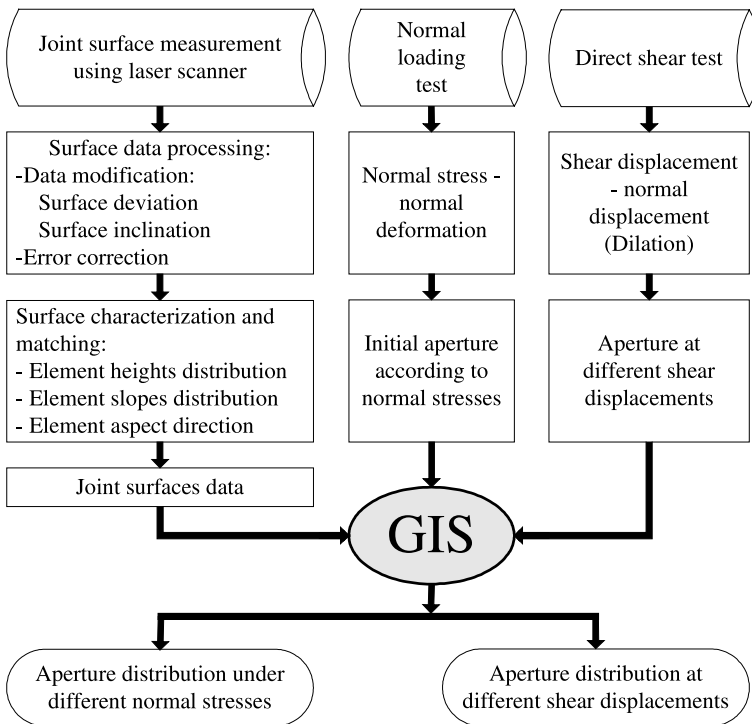 Joint surface measurement
using laser scanner
Normal
loading
test
Direct shear test
Surface data processing:
-Data modification:
Surface deviation
Surface inclination
-Error correction
Normal stress -
normal
deformation
Shear displacement
- normal
displacement
(Dilation)
Surface characterization and
matching:
- Element heights distribution
- Element slopes distribution
- Element aspect direction
Initial aperture
according to
normal stresses
Aperture at
different shear
displacements
Joint surfaces data
GIS
Aperture distribution under
different normal stresses
Aperture distribution at
different shear displacements